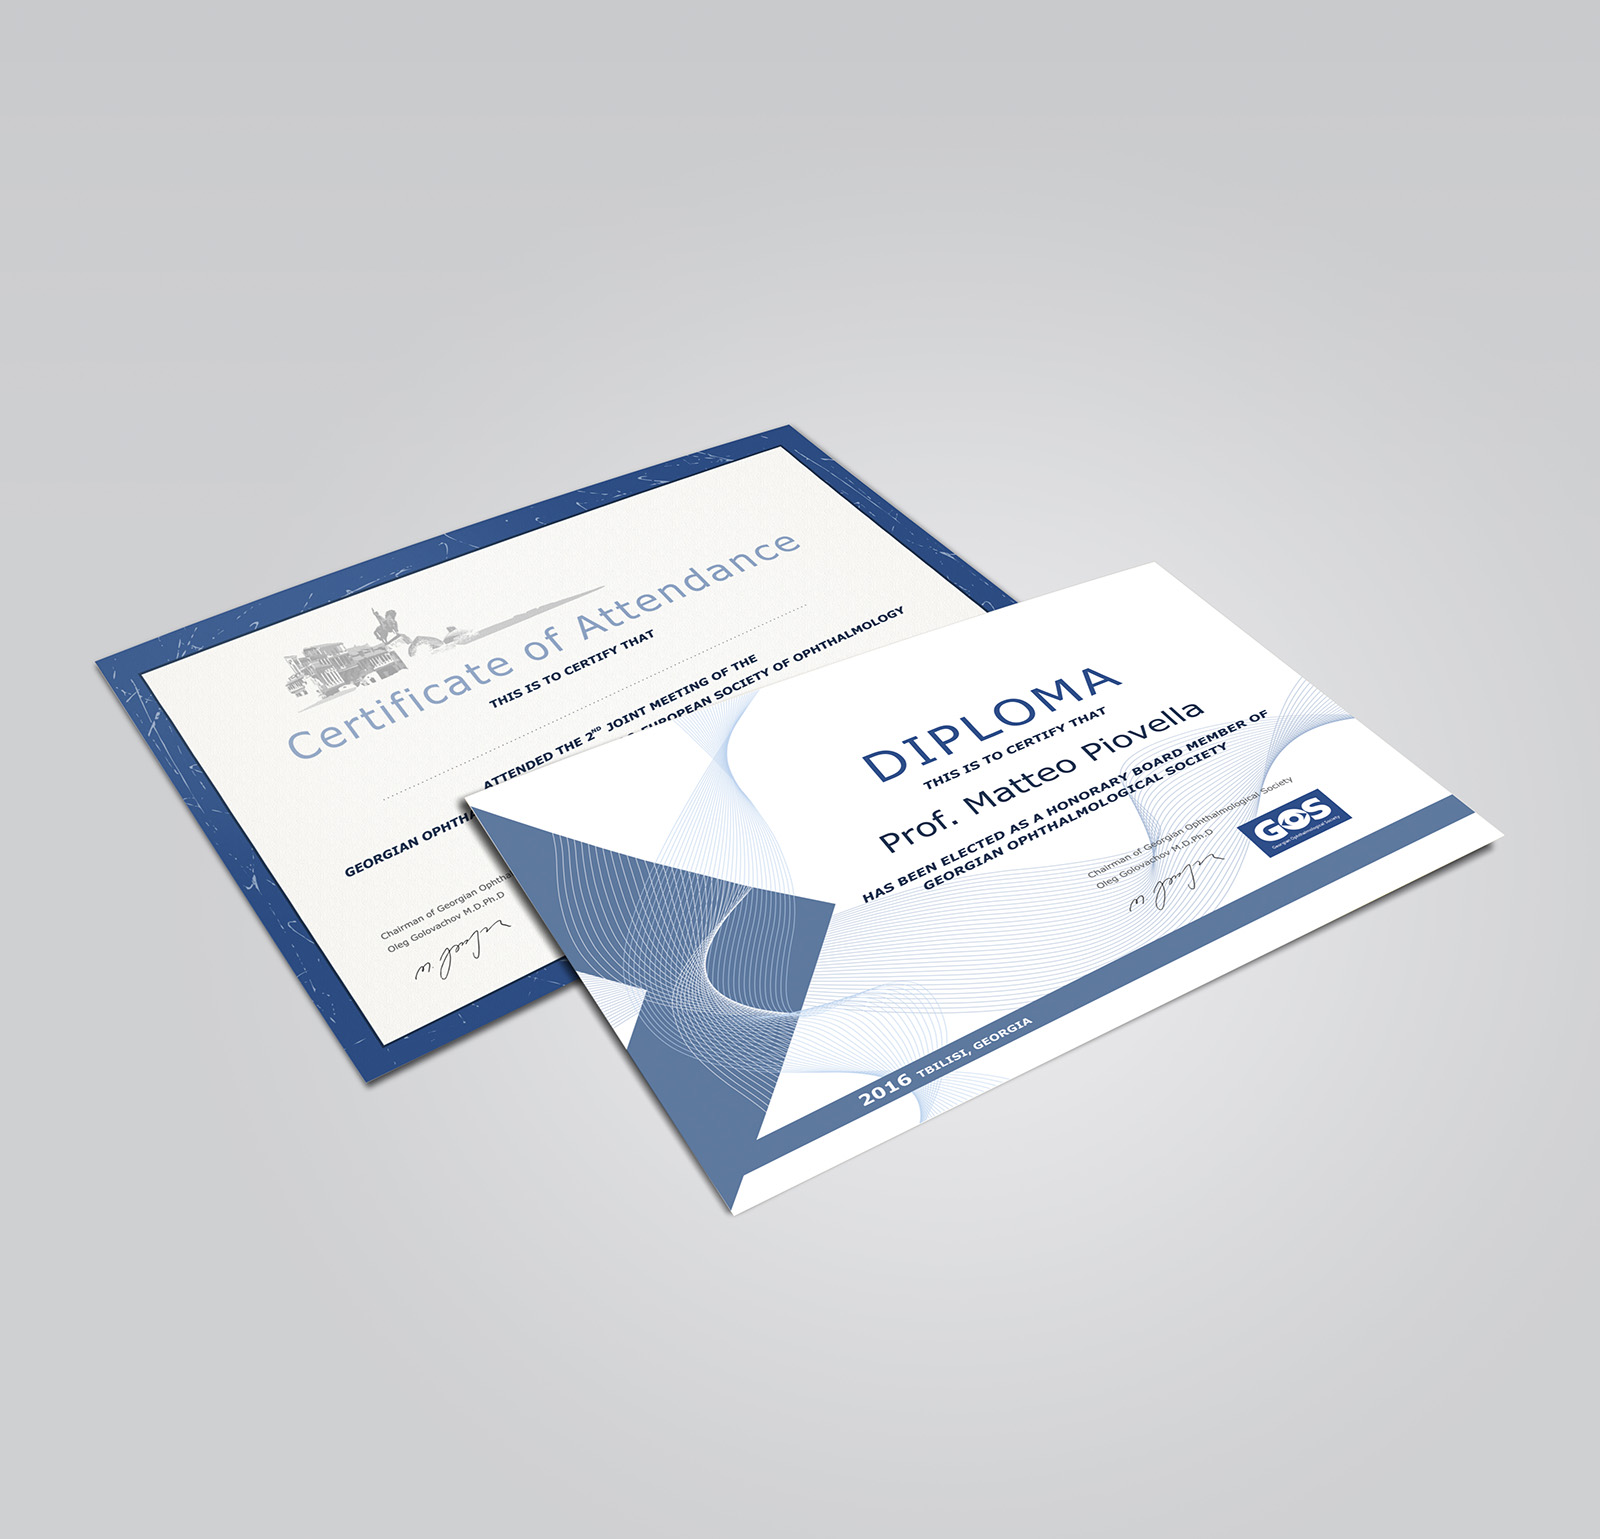 Certificate of Attendance
THIS IS TO CERTIFY THAT
ATTENDED THE 2ND JOINT MEETING OF THE
GEORGIAN EUROPEAN SOCIETY OF OPHTHALMOLOGY
Chairman of Georgian
Oleg Golovachov M.D.Ph.D
DIPLOMA
THIS IS TO CERTIFY THAT
Prof. Matteo Piovella
HAS BEEN ELECTED AS A HONORARY BOARD MEMBER OF
GEORGIAN OPHTHALMOLOGICAL SOCIETY
Chairman of Georgian Ophthalmological Society
Oleg Golovachov M.D.Ph.D
GOS
Georgian Ophthalmological Society
2016 TBILISI, GEORGIA